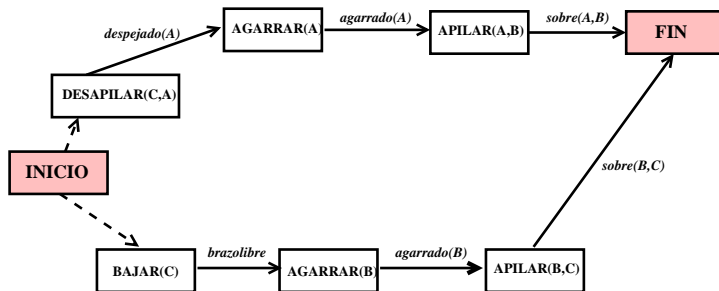 despejado(A)
AGARRAR(A)
agarrado(A)
APILAR(A,B)
sobre(A,B)
FIN
DESAPILAR(C,A)
INICIO
sobre(B,C)
BAJAR(C)
brazolibre
AGARRAR(B)
agarrado(B)
APILAR(B,C)